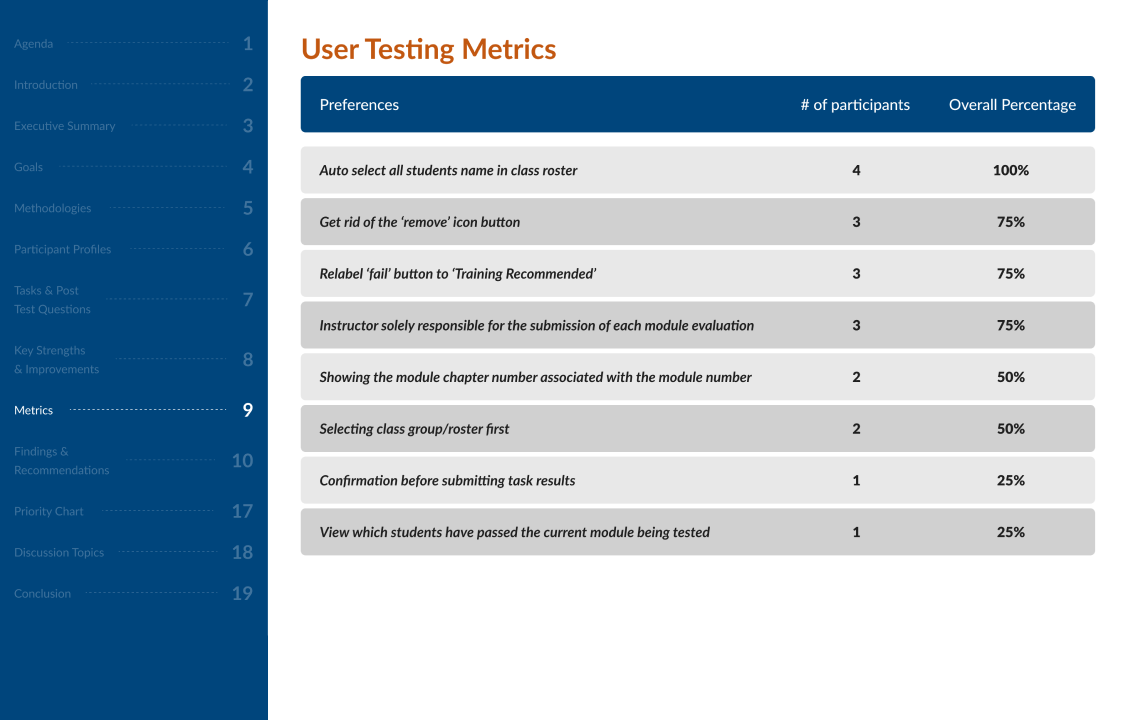 Agenda 1
Introduction 2
Executive Summary 3
Goals 4
Methodologies 5
Participant Profiles 6
Tasks & Post
Test Questions 7
Key Strengths
& Improvements 8
Metrics 9
Findings &
Recommendations 10
Priority Chart 17
Discussion Topics 18
Conclusion 19
User Testing Metrics
Preferences # of participants Overall Percentage
Auto select all students name in class roster 4 100%
Get rid of the ‘remove’ icon button 3 75%
Relabel ‘fail’ button to ‘Training Recommended’ 3 75%
Instructor solely responsible for the submission of each module evaluation 3 75%
Showing the module chapter number associated with the module number 2 50%
Selecting class group/roster first 2 50%
Confirmation before submitting task results 1 25%
View which students have passed the current module being tested 1 25%